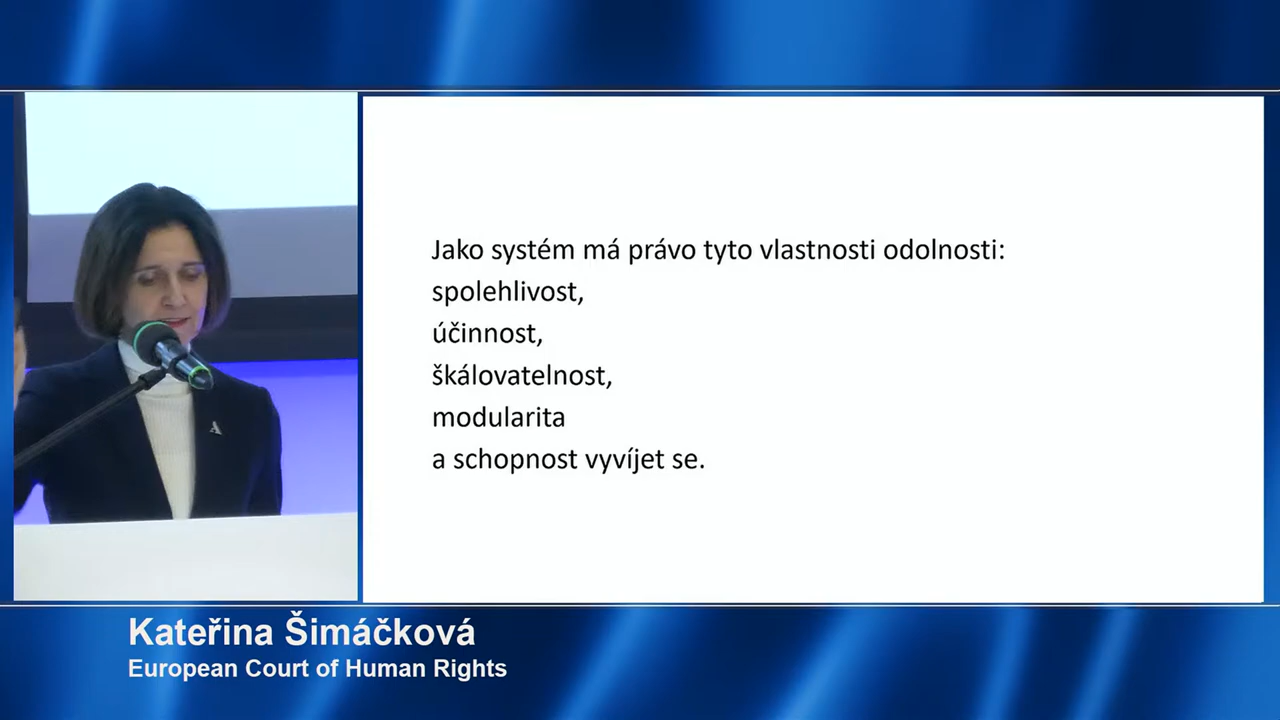 Jako systém má právo tyto vlastnosti odolnosti:
spolehlivost,
účinnost,
škálovatelnost,
modularita
a schopnost vyvíjet se.
Kateřina Šimáčková
European Court of Human Rights